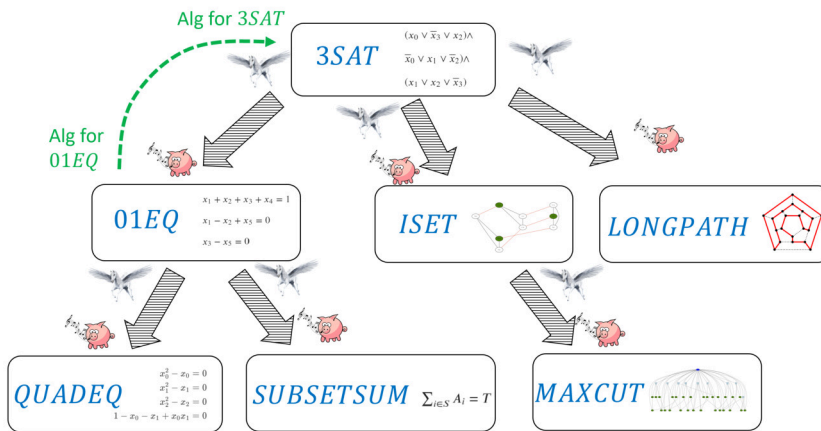 Alg for 3SAT
3SAT
(x₀ ∨ x̅₃ ∨ x₂)∧
x̅₀ ∨ x₁ ∨ x̅₂)∧
(x₁ ∨ x₂ ∨ x̅₃)
Alg for
01EQ
01EQ
x₁ + x₂ + x₃ + x₄ = 1
x₁ − x₂ + x₅ = 0
x₃ − x₅ = 0
ISET
LONGPATH
QUADEQ
x₀² − x₀ = 0
x₁² − x₁ = 0
x₂² − x₂ = 0
1 − x₀ − x₁ + x₀x₁ = 0
SUBSETSUM
∑_{i∈S} Aᵢ = T
MAXCUT